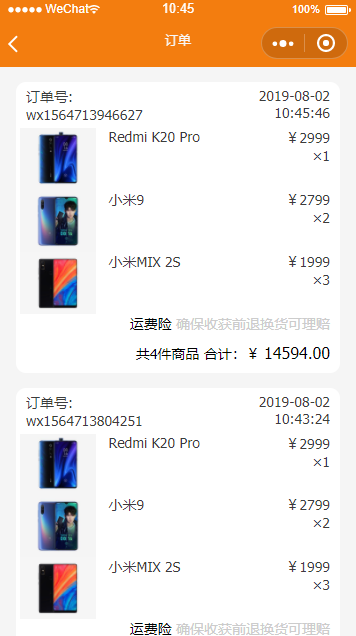 WeChat 10:45 100%
订单
订单号: 2019-08-02
wx1564713946627 10:45:46
Redmi K20 Pro ￥2999
×1
小米9 ￥2799
×2
小米MIX 2S ￥1999
×3
运费险 确保收获前退换货可理赔
共4件商品 合计：￥ 14594.00
订单号: 2019-08-02
wx1564713804251 10:43:24
Redmi K20 Pro ￥2999
×1
小米9 ￥2799
×2
小米MIX 2S ￥1999
×3
运费险 确保收获前退换货可理赔